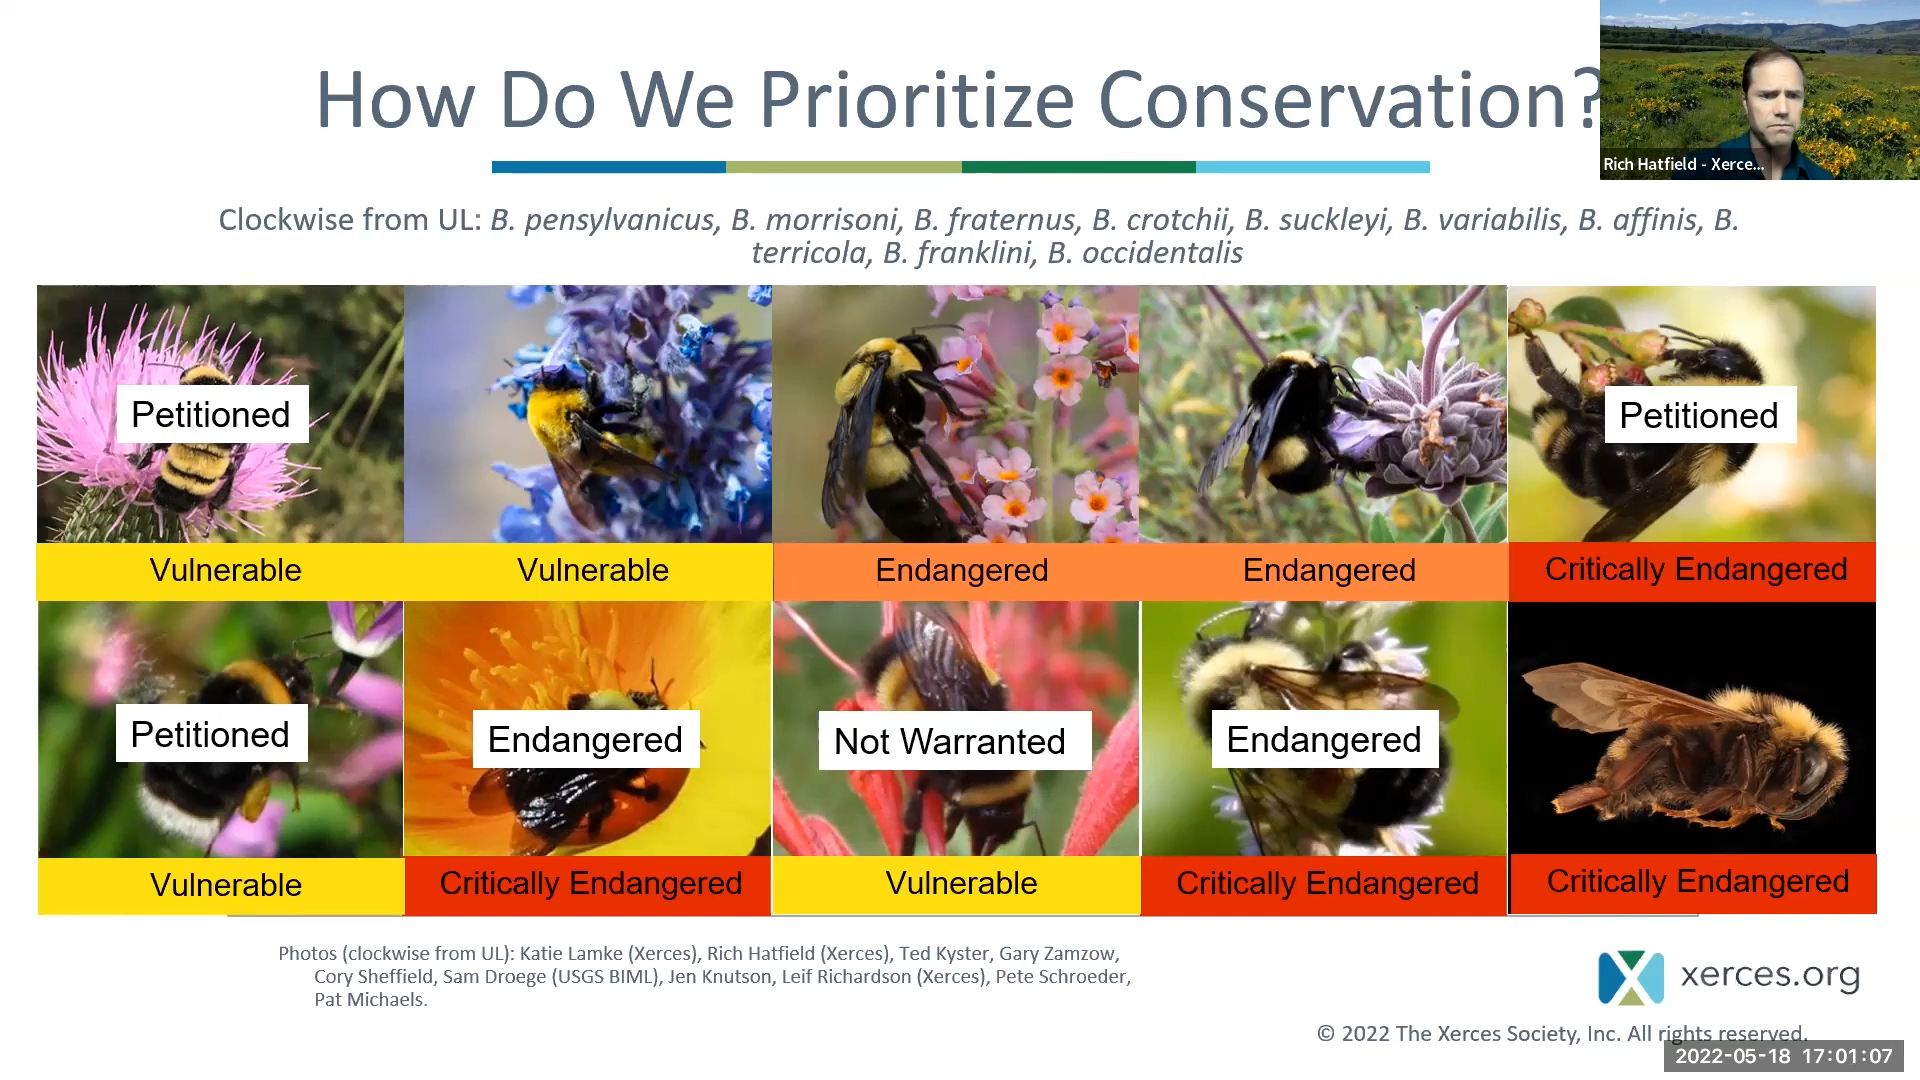 How Do We Prioritize Conservation?
Rich Hatfield - Xerce...
Clockwise from UL: B. pensylvanicus, B. morrisoni, B. fraternus, B. crotchii, B. suckleyi, B. variabilis, B. affinis, B.
terricola, B. franklini, B. occidentalis
Petitioned
Petitioned
Vulnerable
Vulnerable
Endangered
Endangered
Critically Endangered
Petitioned
Endangered
Not Warranted
Endangered
Vulnerable
Critically Endangered
Vulnerable
Critically Endangered
Critically Endangered
Photos (clockwise from UL): Katie Lamke (Xerces), Rich Hatfield (Xerces), Ted Kyster, Gary Zamzow,
Cory Sheffield, Sam Droege (USGS BIML), Jen Knutson, Leif Richardson (Xerces), Pete Schroeder,
Pat Michaels.
xerces.org
© 2022 The Xerces Society, Inc. All rights reserved.
2022-05-18 17:01:07